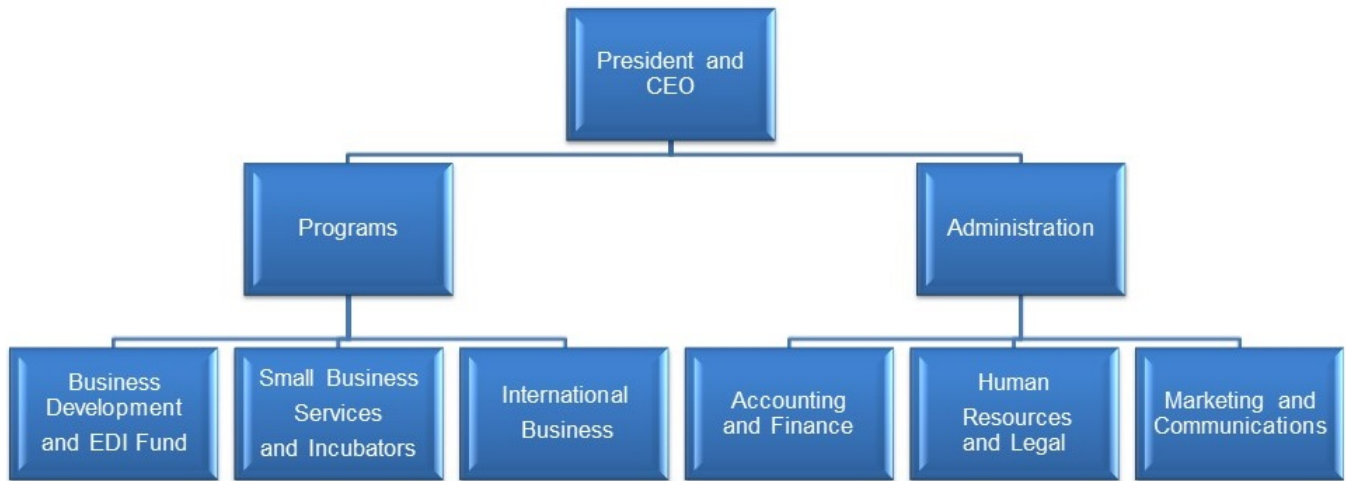 President and
CEO
Programs
Administration
Business
Development
and EDI Fund
Small Business
Services
and Incubators
International
Business
Accounting
and Finance
Human
Resources
and Legal
Marketing and
Communications